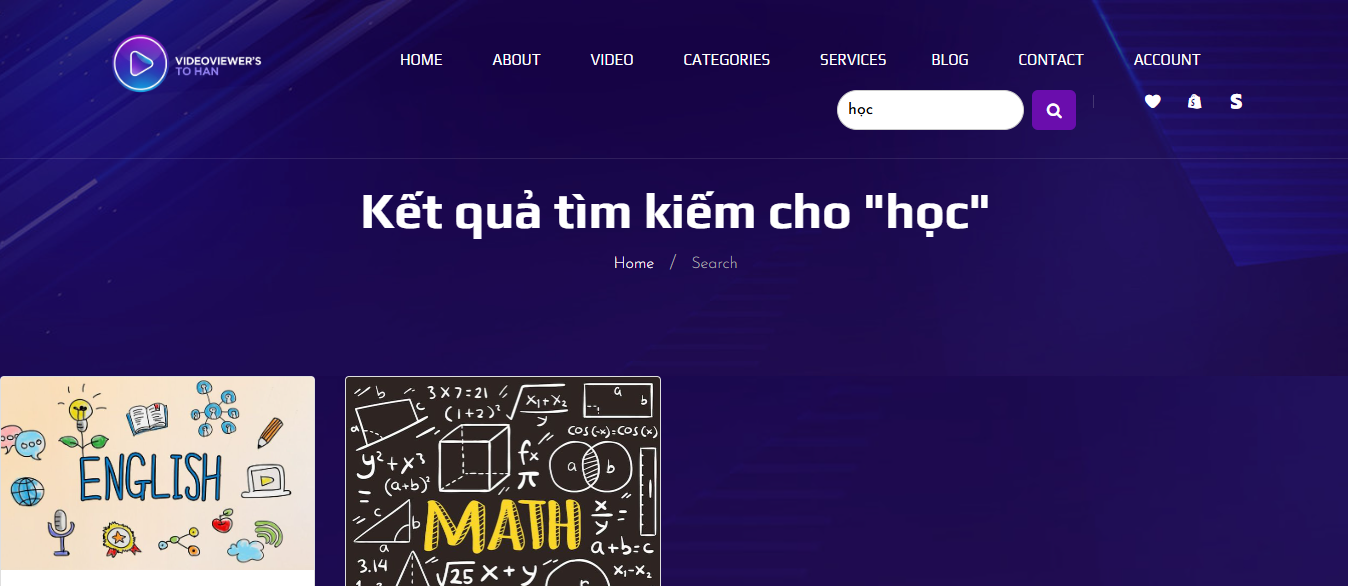 VIDEOVIEWER'S
TO HAN
HOME ABOUT VIDEO CATEGORIES SERVICES BLOG CONTACT ACCOUNT
học
Kết quả tìm kiếm cho "học"
Home / Search
ENGLISH
b
3×7=21
c
(1+2)²
a
√x₁+x₂
y
a
b
cos(-x)=cos(x)
y²+x³
=
(a+b)²
fx
π
a b
c
b
a
MATH
x/y =
a+b=c
3.14
√25 x+y
x₁-x₂
r